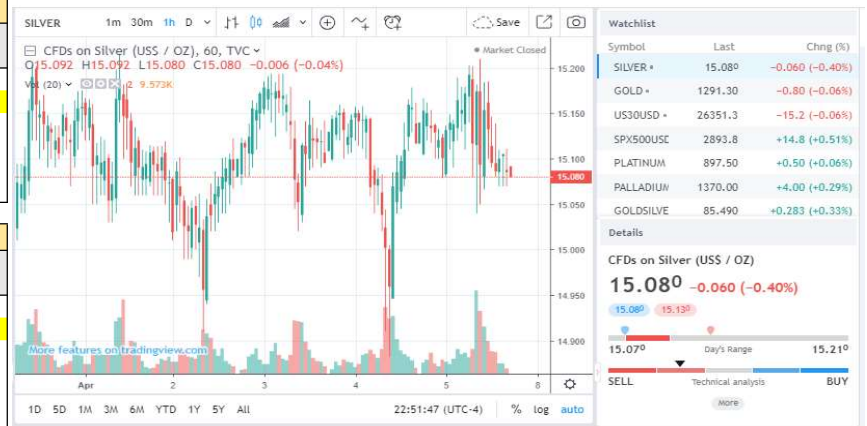 SILVER 1m 30m 1h D Save
CFDs on Silver (US$ / OZ), 60, TVC
Market Closed
O15.092 H15.092 L15.080 C15.080 -0.006 (-0.04%)
Vol (20) 2 9.573K
15.200
15.150
15.100
15.080
15.050
15.000
14.950
14.900
More features on tradingview.com
Apr 2 3 4 5 8
1D 5D 1M 3M 6M YTD 1Y 5Y All 22:51:47 (UTC-4) % log auto
Watchlist
Symbol Last Chng (%)
SILVER 15.080 -0.060 (-0.40%)
GOLD 1291.30 -0.80 (-0.06%)
US30USD 26351.3 -15.2 (-0.06%)
SPX500USD 2893.8 +14.8 (+0.51%)
PLATINUM 897.50 +0.50 (+0.06%)
PALLADIUM 1370.00 +4.00 (+0.29%)
GOLDSILVE 85.490 +0.283 (+0.33%)
Details
CFDs on Silver (US$ / OZ)
15.080 -0.060 (-0.40%)
15.080 15.130
15.070 Day's Range 15.210
SELL Technical analysis BUY
More